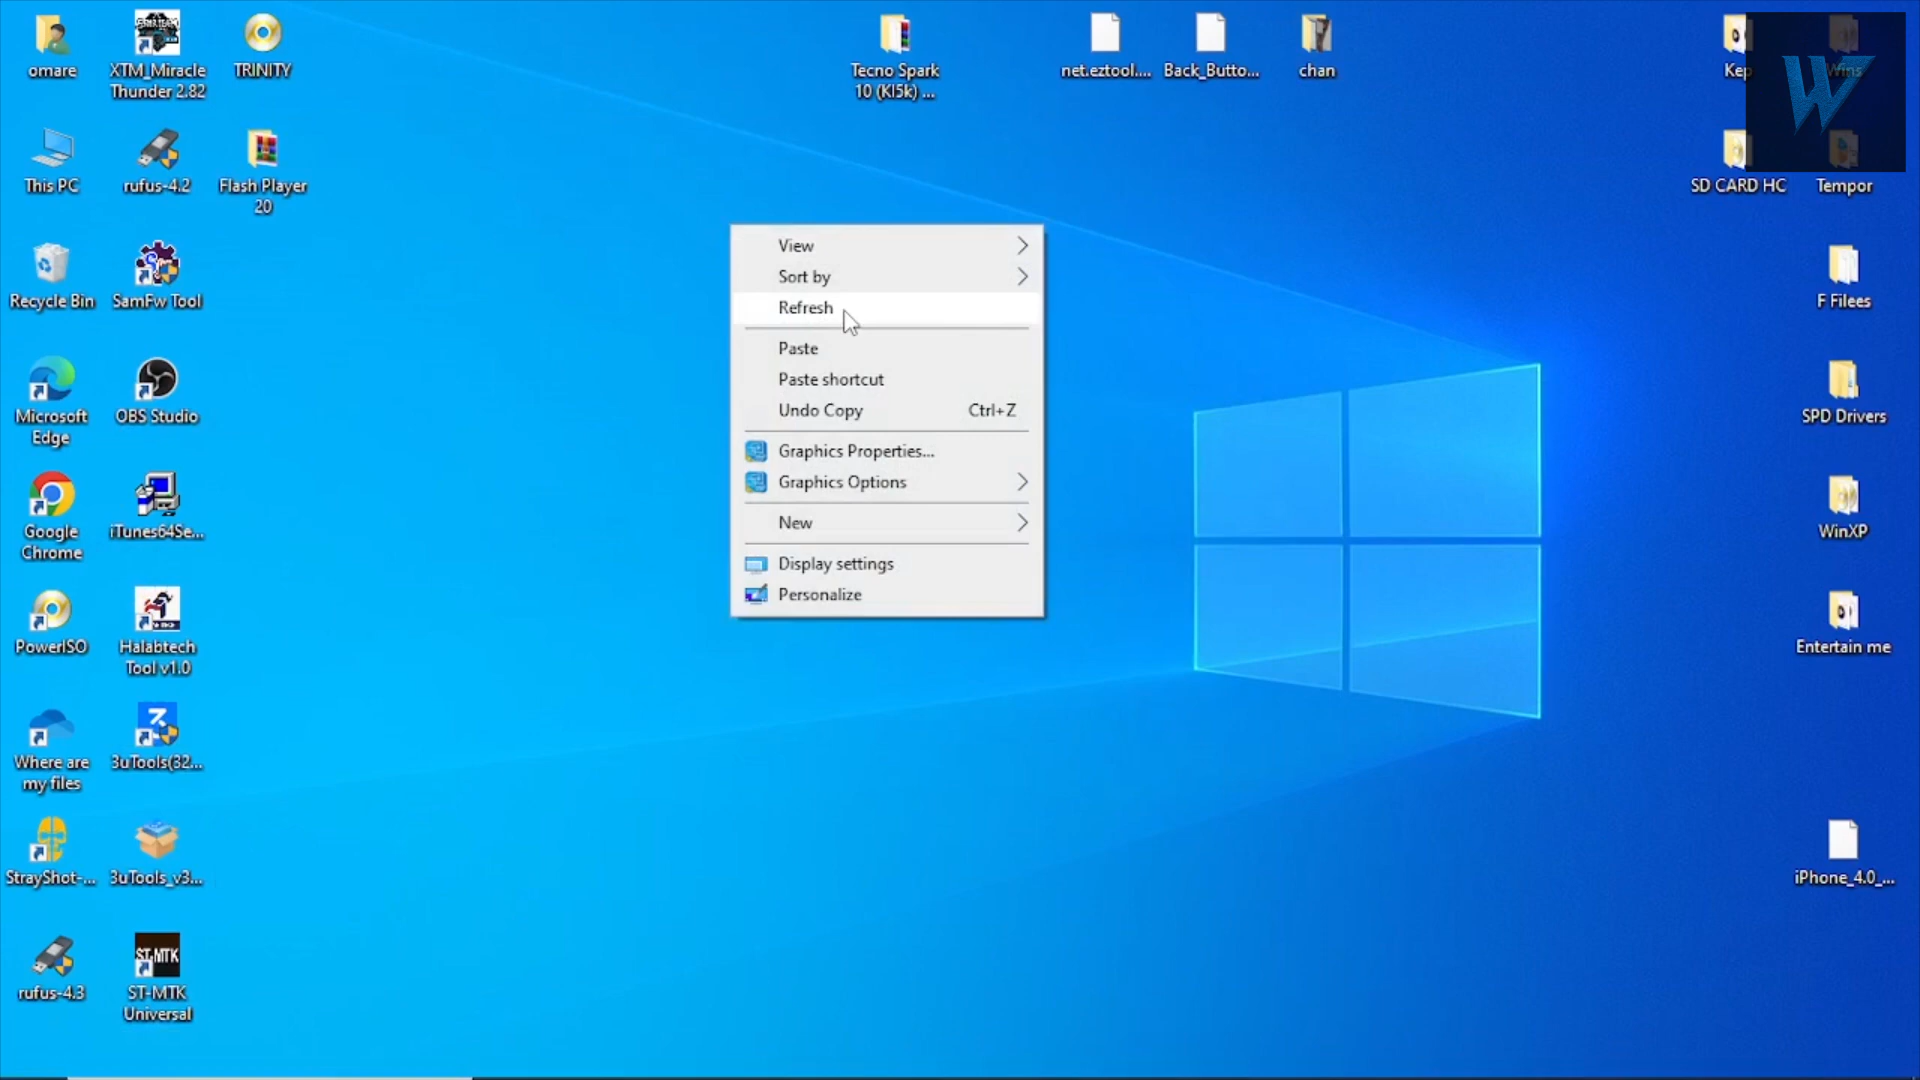 omare
XTM_Miracle
Thunder 2.82
TRINITY
Tecno Spark
10 (KI5k) ...
net.eztool....
Back_Butto...
chan
Kep
Wins
This PC
rufus-4.2
Flash Player
20
SD CARD HC
Tempor
View
Sort by
Refresh
Paste
Paste shortcut
Undo Copy Ctrl+Z
Graphics Properties...
Graphics Options
New
Display settings
Personalize
Recycle Bin
SamFw Tool
F Filees
Microsoft
Edge
OBS Studio
SPD Drivers
Google
Chrome
iTunes64Se...
WinXP
PowerISO
Halabtech
Tool v1.0
Entertain me
Where are
my files
3uTools(32...
StrayShot-...
3uTools_v3...
iPhone_4.0_...
rufus-4.3
ST-MTK
ST-MTK
Universal
W